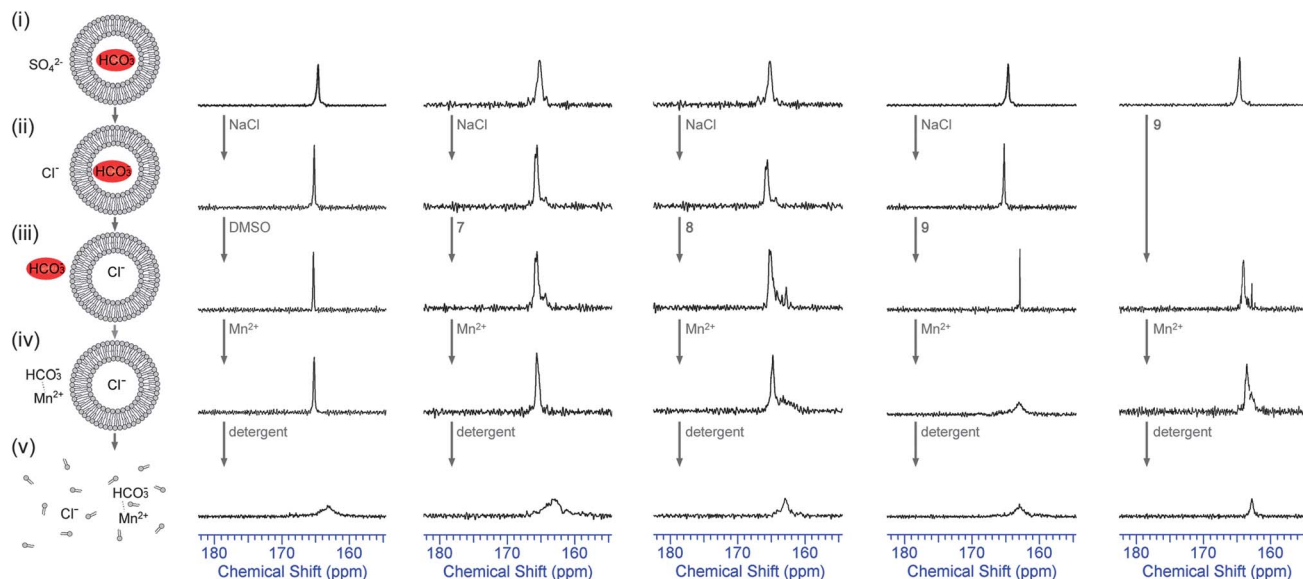 (i)
SO₄²⁻
HCO₃⁻
(ii)
NaCl
NaCl
NaCl
NaCl
9
Cl⁻
HCO₃⁻
(iii)
DMSO
7
8
9
HCO₃⁻
Cl⁻
(iv)
Mn²⁺
Mn²⁺
Mn²⁺
Mn²⁺
Mn²⁺
HCO₃⁻
Mn²⁺
Cl⁻
(v)
detergent
detergent
detergent
detergent
detergent
HCO₃⁻
Cl⁻
Mn²⁺
180 170 160
180 170 160
180 170 160
180 170 160
180 170 160
Chemical Shift (ppm)
Chemical Shift (ppm)
Chemical Shift (ppm)
Chemical Shift (ppm)
Chemical Shift (ppm)